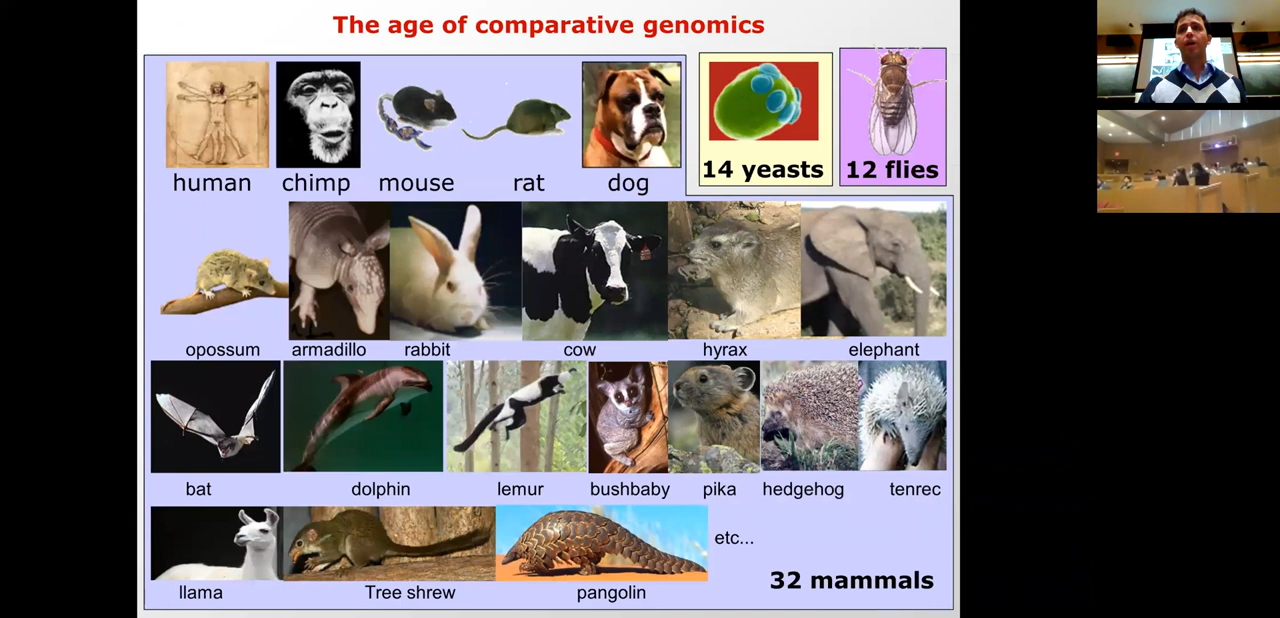 The age of comparative genomics
human chimp mouse rat dog
14 yeasts 12 flies
opossum armadillo rabbit cow hyrax elephant
bat dolphin lemur bushbaby pika hedgehog tenrec
etc...
32 mammals
llama Tree shrew pangolin